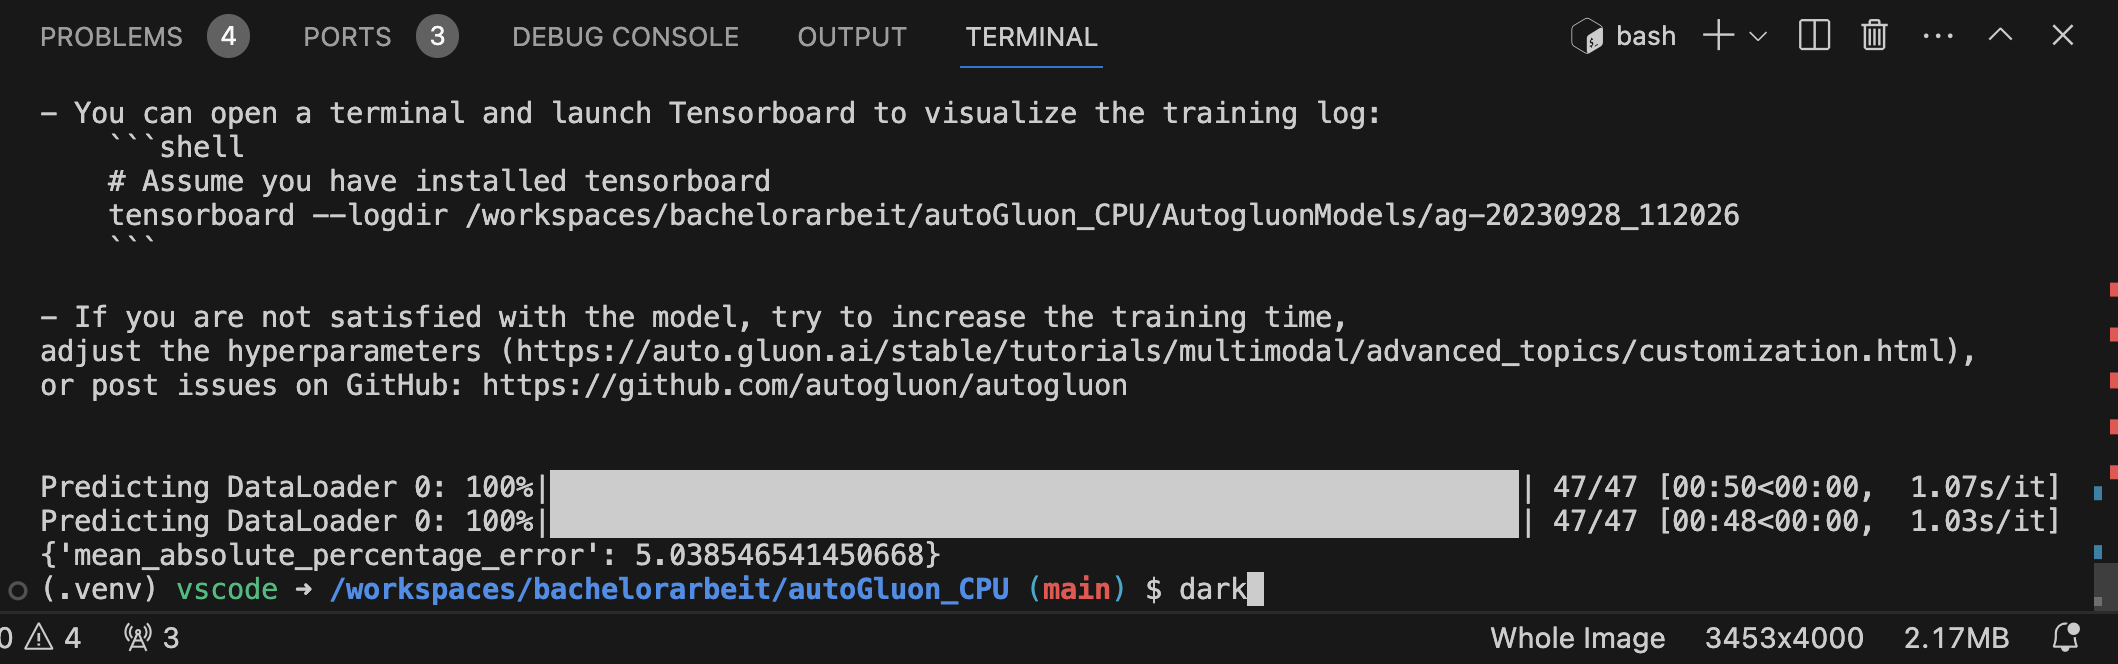 PROBLEMS 4 PORTS 3 DEBUG CONSOLE OUTPUT TERMINAL bash
- You can open a terminal and launch Tensorboard to visualize the training log:
```shell
# Assume you have installed tensorboard
tensorboard --logdir /workspaces/bachelorarbeit/autoGluon_CPU/AutogluonModels/ag-20230928_112026
```
- If you are not satisfied with the model, try to increase the training time,
adjust the hyperparameters (https://auto.gluon.ai/stable/tutorials/multimodal/advanced_topics/customization.html),
or post issues on GitHub: https://github.com/autogluon/autogluon
Predicting DataLoader 0: 100%| | 47/47 [00:50<00:00,  1.07s/it]
Predicting DataLoader 0: 100%| | 47/47 [00:48<00:00,  1.03s/it]
{'mean_absolute_percentage_error': 5.038546541450668}
(.venv) vscode ➜ /workspaces/bachelorarbeit/autoGluon_CPU (main) $ dark
0 4 3 Whole Image 3453x4000 2.17MB